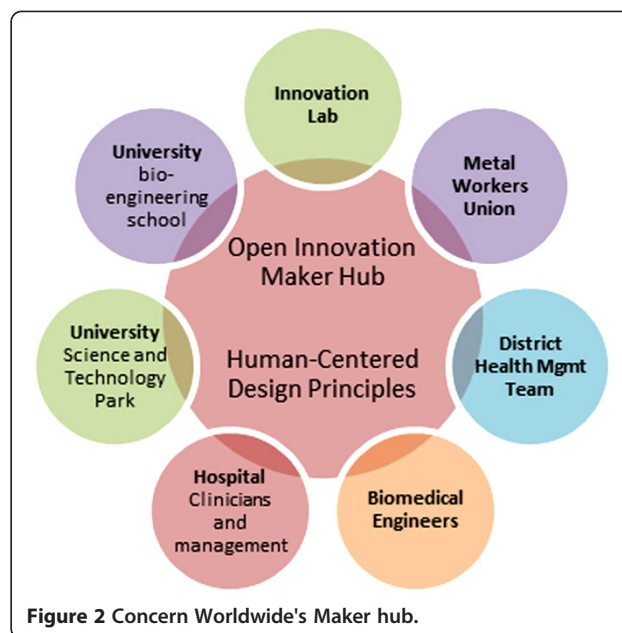 Innovation
Lab
University
bio-
engineering
school
Metal
Workers
Union
Open Innovation
Maker Hub
University
Science and
Technology
Park
Human-Centered
Design Principles
District
Health Mgmt
Team
Hospital
Clinicians
and
management
Biomedical
Engineers
Figure 2 Concern Worldwide's Maker hub.